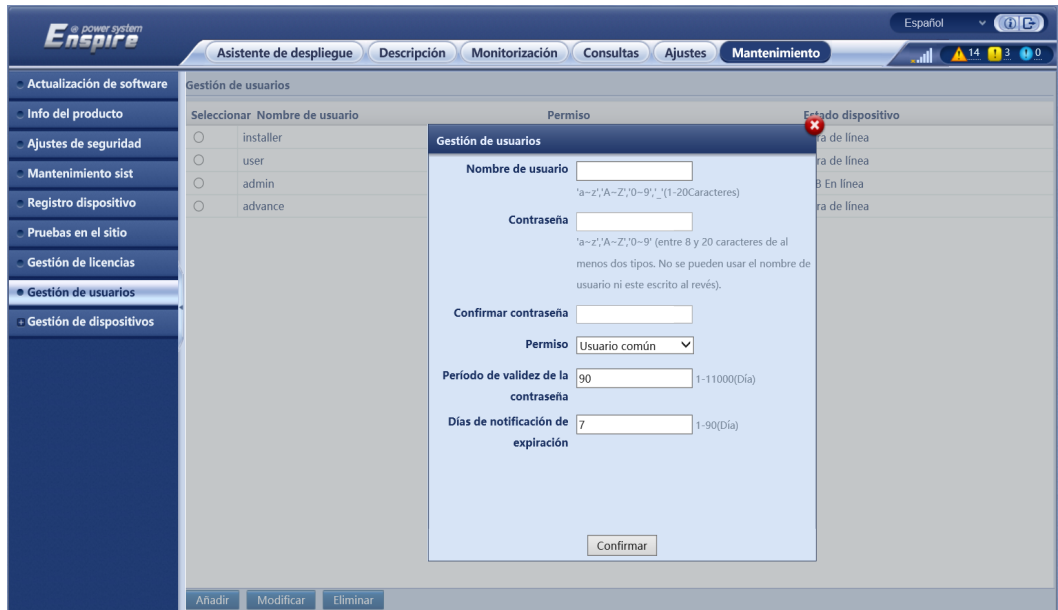 @ power system
Enspire
Español
Asistente de despliegue Descripción Monitorización Consultas Ajustes Mantenimiento
14 3 0
Actualización de software
Info del producto
Ajustes de seguridad
Mantenimiento sist
Registro dispositivo
Pruebas en el sitio
Gestión de licencias
Gestión de usuarios
Gestión de dispositivos
Gestión de usuarios
Seleccionar Nombre de usuario Permiso Estado dispositivo
installer ra de línea
user ra de línea
admin En línea
advance ra de línea
Gestión de usuarios
Nombre de usuario
'a~z','A~Z','0~9','_'(1-20Caracteres)
Contraseña
'a~z','A~Z','0~9' (entre 8 y 20 caracteres de al
menos dos tipos. No se pueden usar el nombre de
usuario ni este escrito al revés).
Confirmar contraseña
Permiso Usuario común
Período de validez de la
contraseña
90 1-11000(Día)
Días de notificación de
expiración
7 1-90(Día)
Confirmar
Añadir Modificar Eliminar